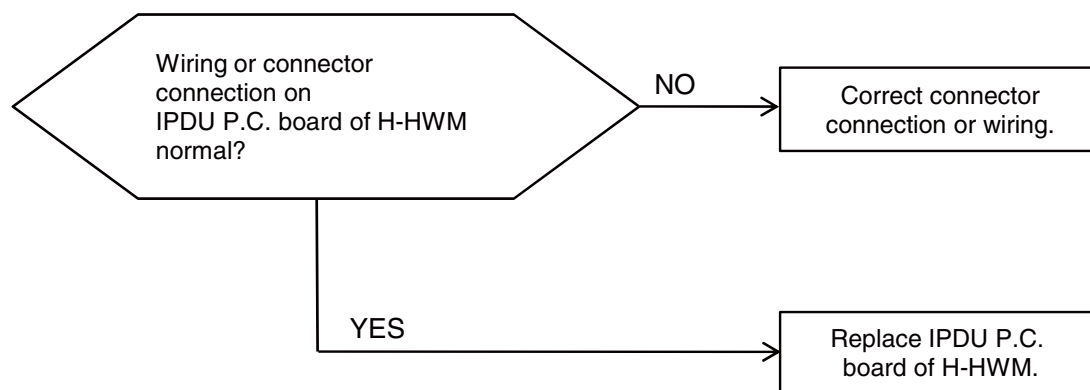 Wiring or connector
connection on
IPDU P.C. board of H-HWM
normal?
NO
Correct connector
connection or wiring.
YES
Replace IPDU P.C.
board of H-HWM.